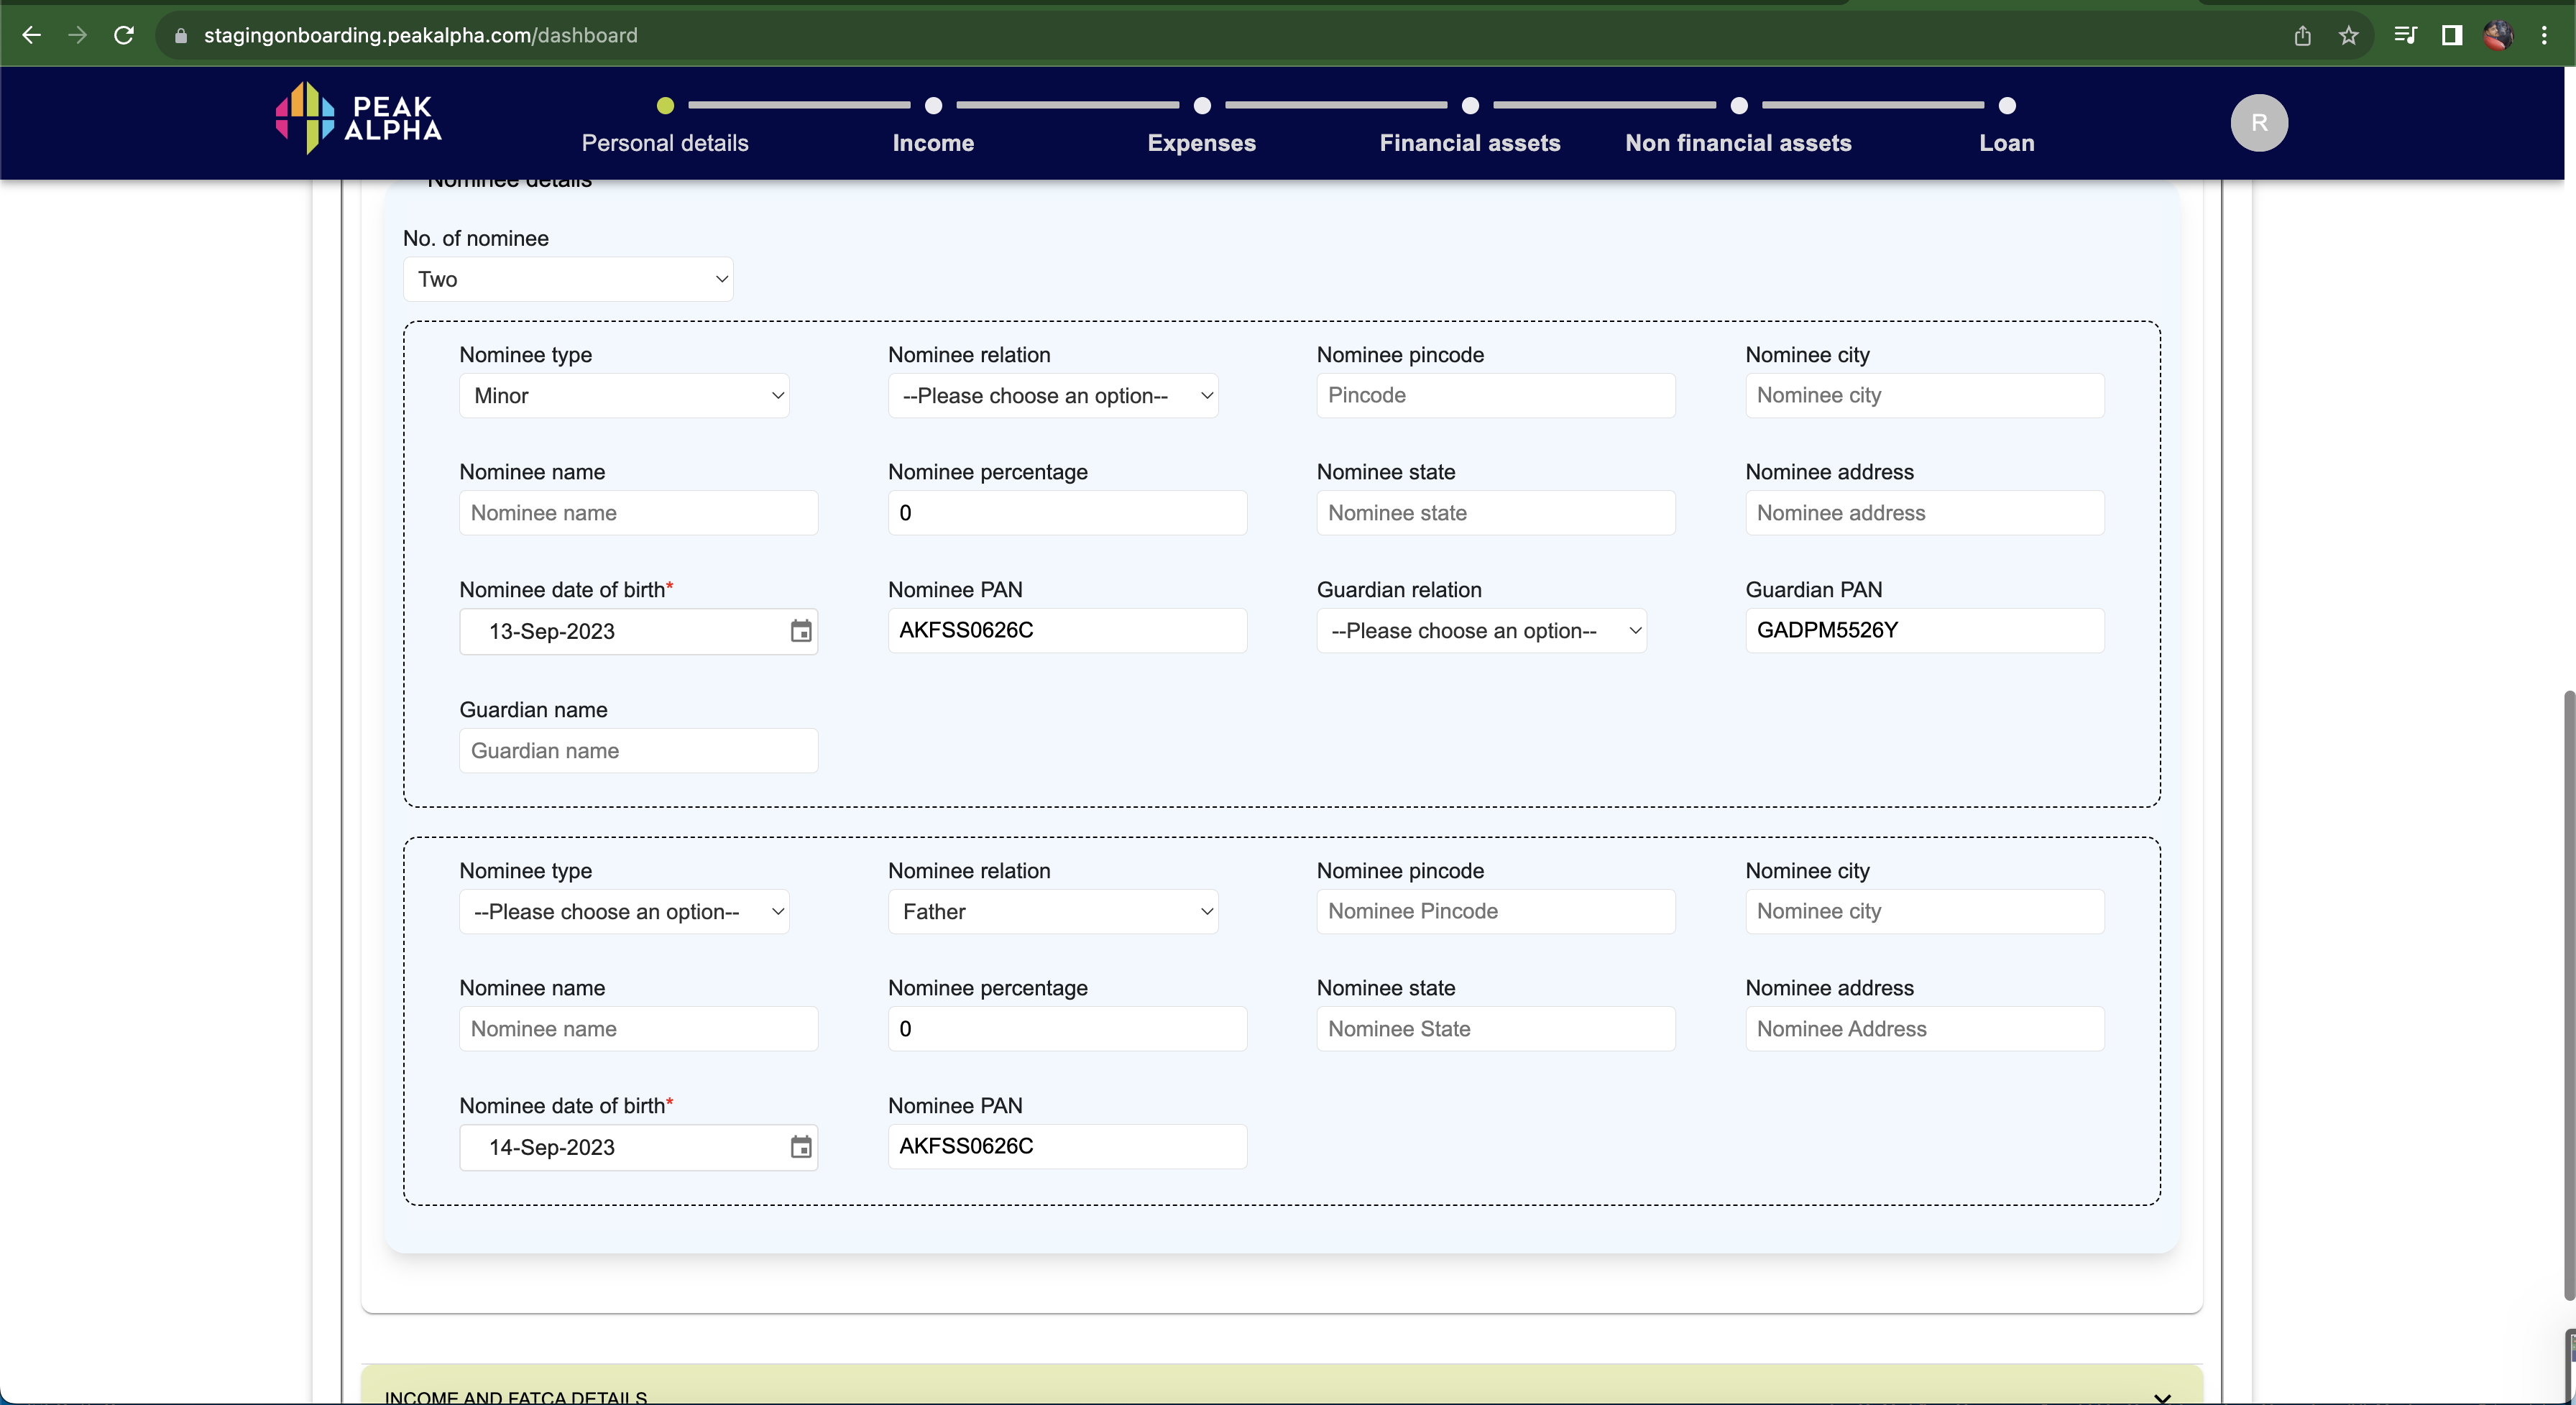 stagingonboarding.peakalpha.com/dashboard
PEAK
ALPHA
Personal details Income Expenses Financial assets Non financial assets Loan
R
Nominee details
No. of nominee
Two
Nominee type Nominee relation Nominee pincode Nominee city
Minor --Please choose an option-- Pincode Nominee city
Nominee name Nominee percentage Nominee state Nominee address
Nominee name 0 Nominee state Nominee address
Nominee date of birth* Nominee PAN Guardian relation Guardian PAN
13-Sep-2023 AKFSS0626C --Please choose an option-- GADPM5526Y
Guardian name
Guardian name
Nominee type Nominee relation Nominee pincode Nominee city
--Please choose an option-- Father Nominee Pincode Nominee city
Nominee name Nominee percentage Nominee state Nominee address
Nominee name 0 Nominee State Nominee Address
Nominee date of birth* Nominee PAN
14-Sep-2023 AKFSS0626C
INCOME AND FATCA DETAILS